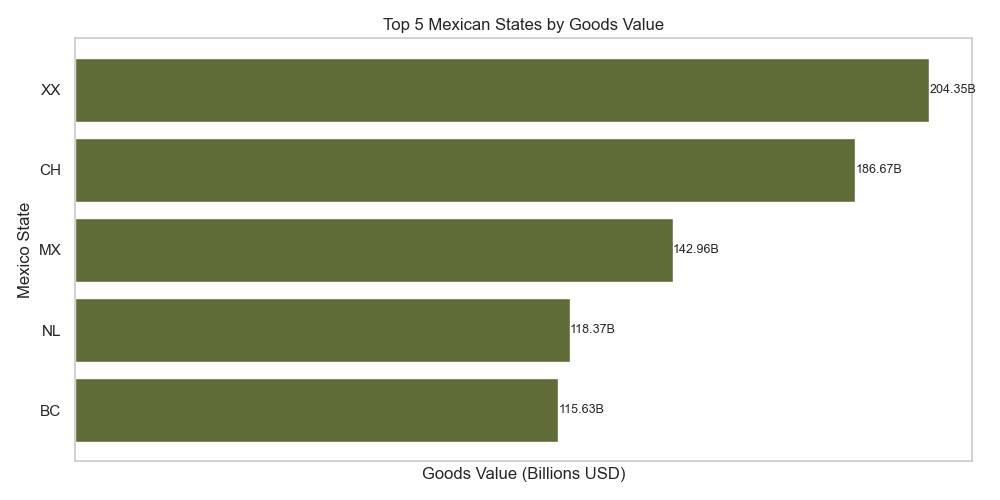 Top 5 Mexican States by Goods Value
Mexico State
XX
204.35B
CH
186.67B
MX
142.96B
NL
118.37B
BC
115.63B
Goods Value (Billions USD)